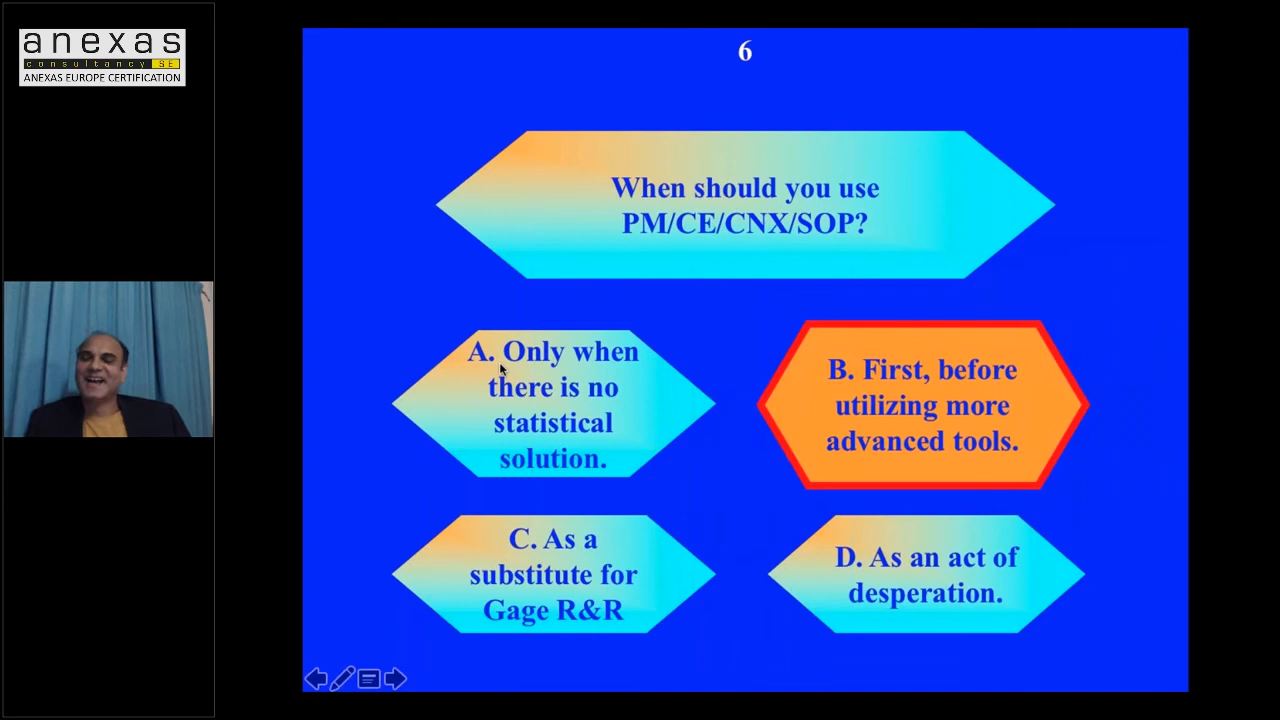 anexas
consultancy SE
ANEXAS EUROPE CERTIFICATION
6
When should you use
PM/CE/CNX/SOP?
A. Only when
there is no
statistical
solution.
B. First, before
utilizing more
advanced tools.
C. As a
substitute for
Gage R&R
D. As an act of
desperation.